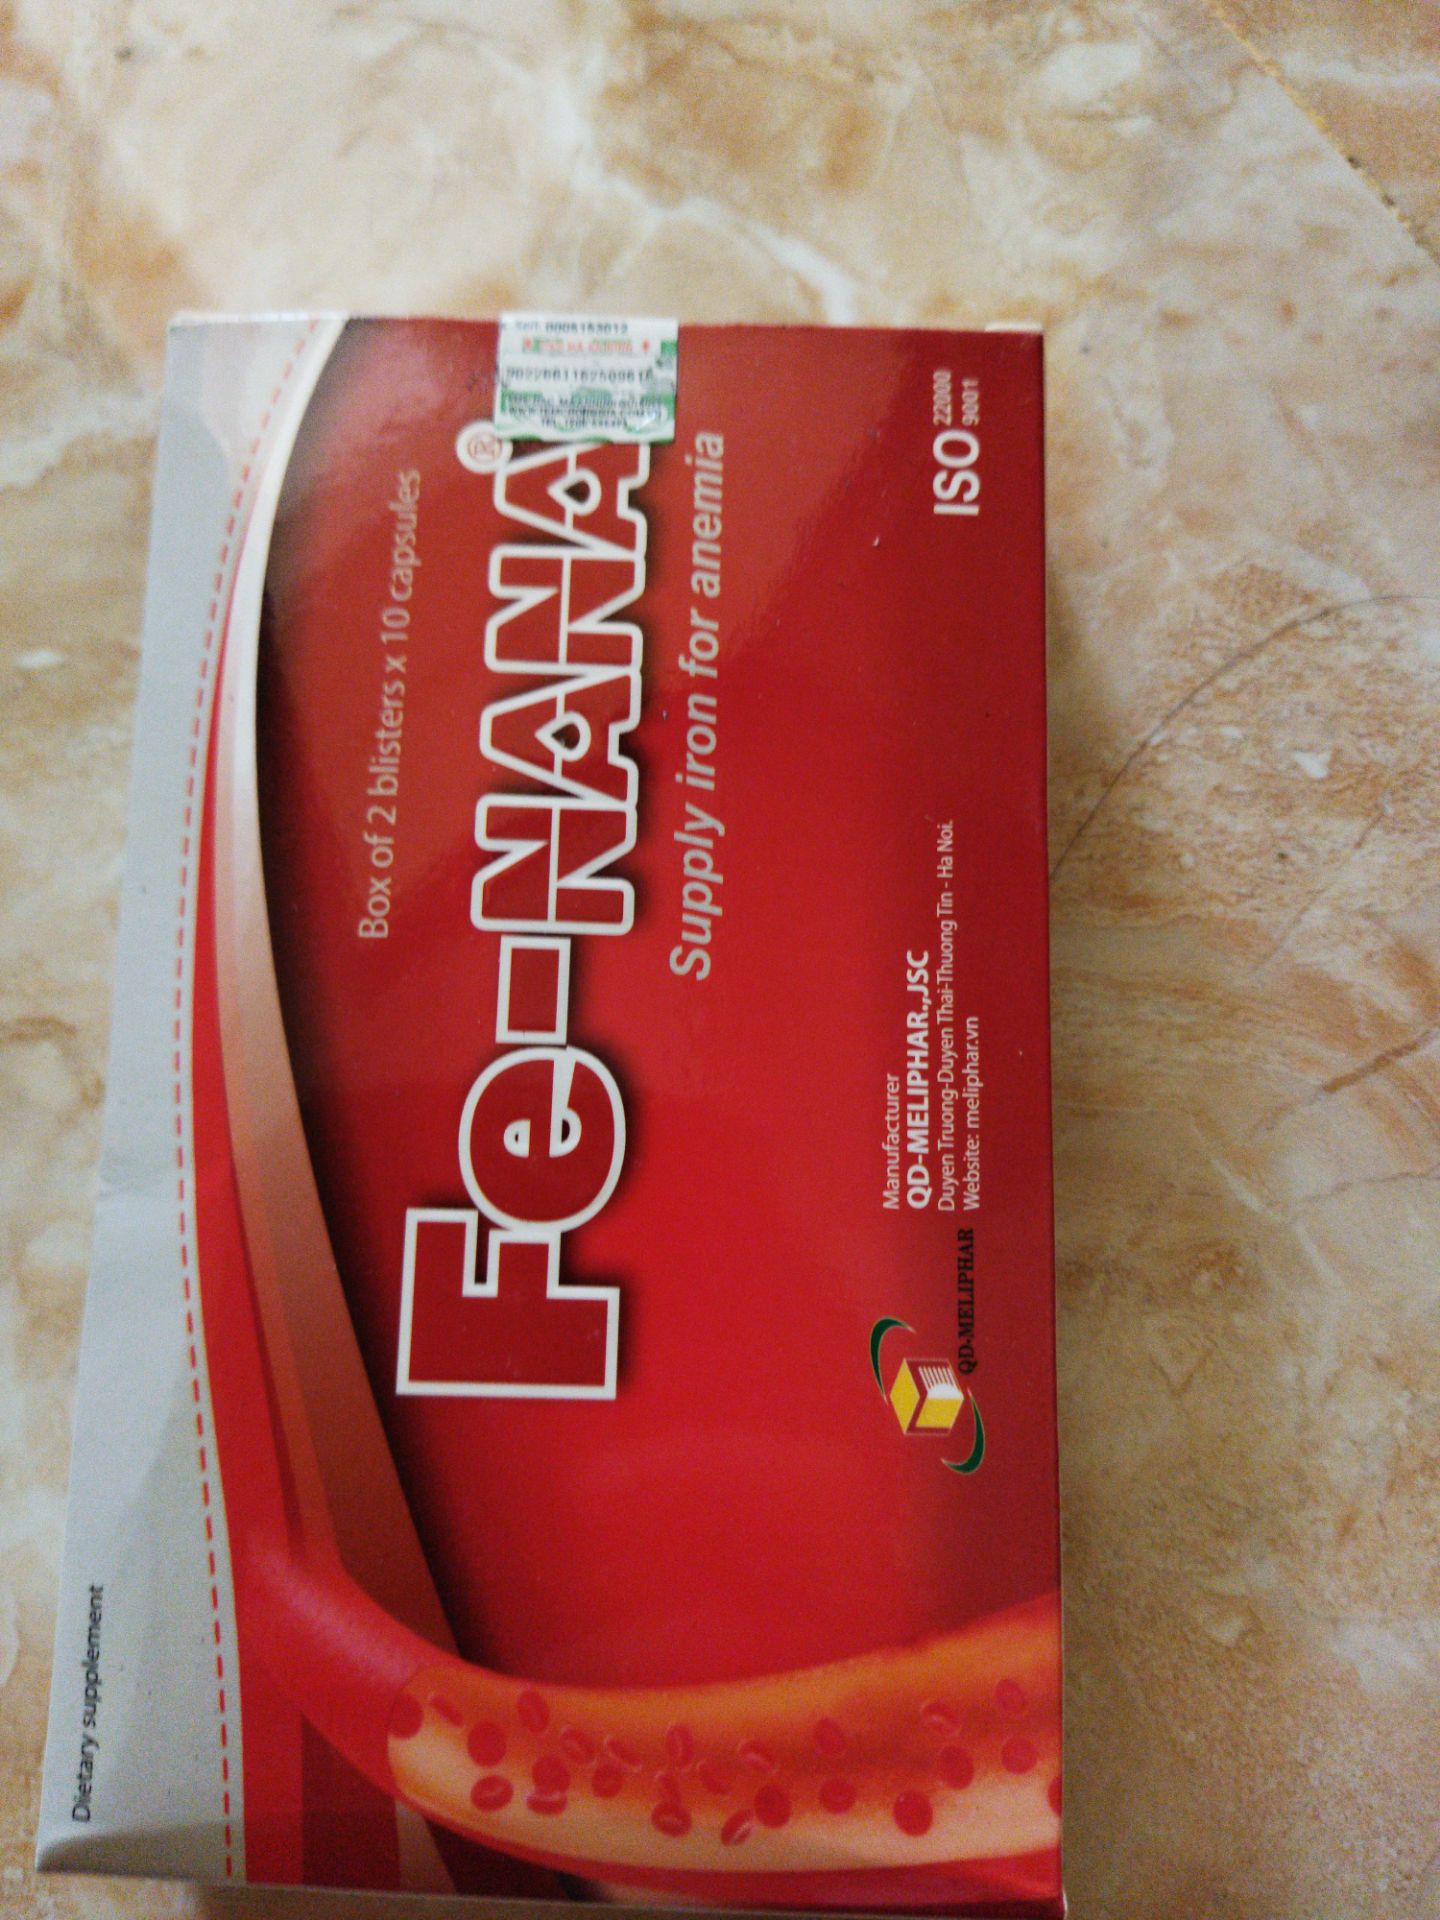 Dietary supplement
Box of 2 blisters x 10 capsules
Fe-NANA®
Supply iron for anemia
Manufacturer
QD-MELIPHAR.,JSC
Duyen Truong-Duyen Thai-Thuong Tin - Ha Noi.
Website: meliphar.vn
QD-MELIPHAR
ISO 22000
9001